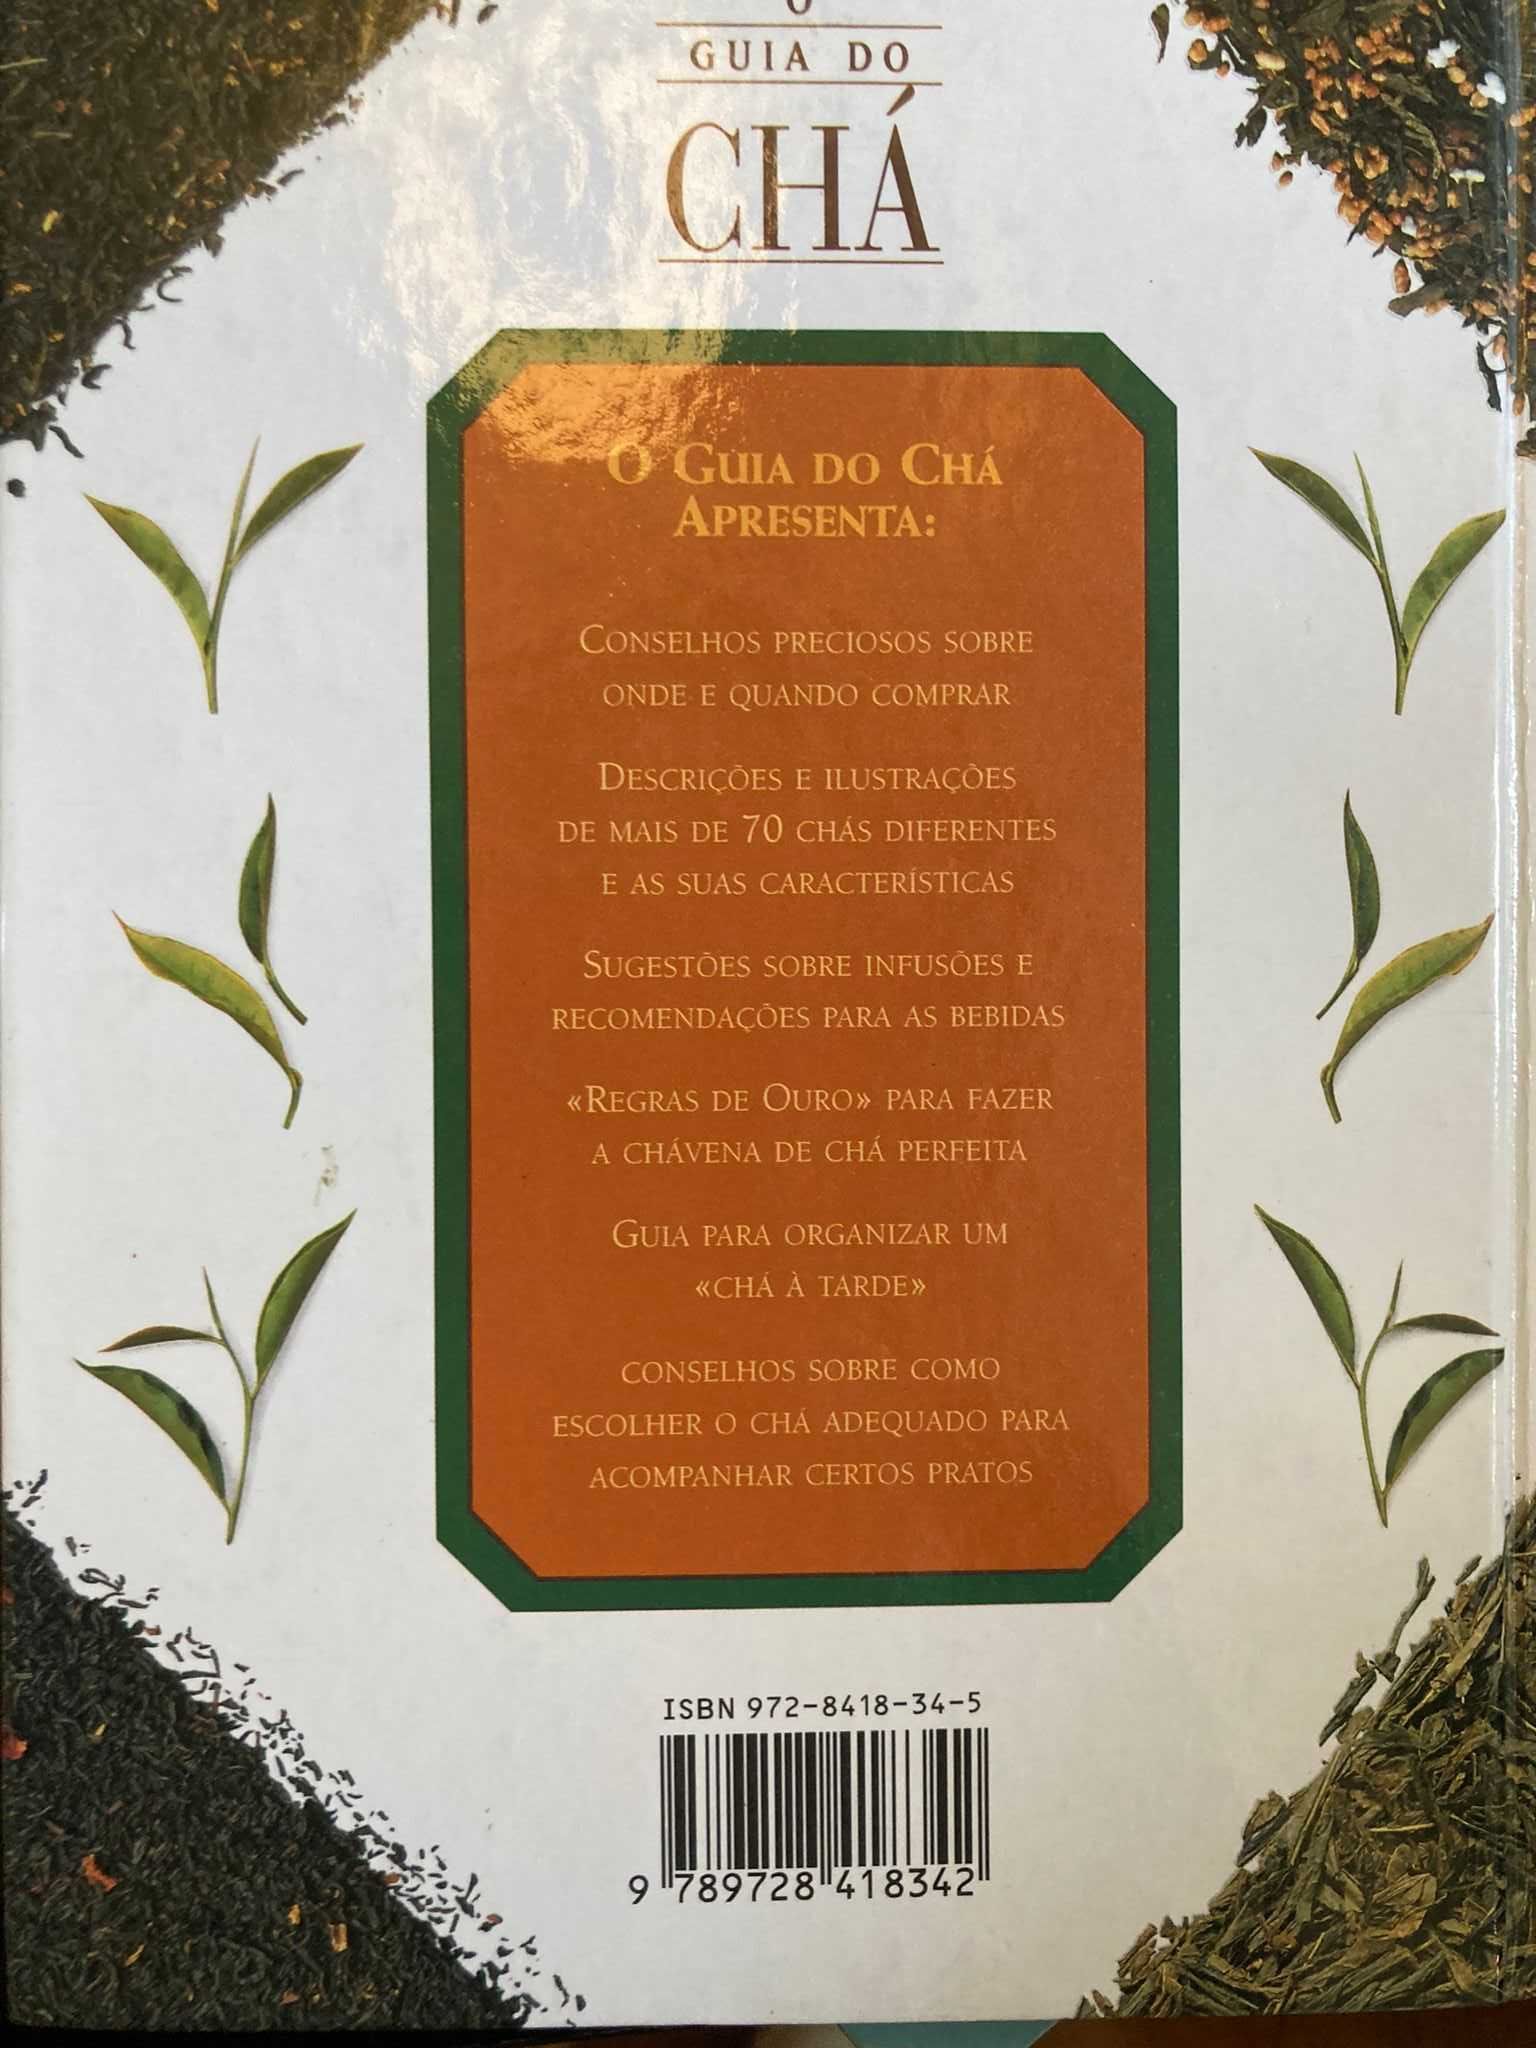 O
GUIA DO
CHÁ
O GUIA DO CHÁ
APRESENTA:
CONSELHOS PRECIOSOS SOBRE
ONDE E QUANDO COMPRAR
DESCRIÇÕES E ILUSTRAÇÕES
DE MAIS DE 70 CHÁS DIFERENTES
E AS SUAS CARACTERÍSTICAS
SUGESTÕES SOBRE INFUSÕES E
RECOMENDAÇÕES PARA AS BEBIDAS
«REGRAS DE OURO» PARA FAZER
A CHÁVENA DE CHÁ PERFEITA
GUIA PARA ORGANIZAR UM
«CHÁ À TARDE»
CONSELHOS SOBRE COMO
ESCOLHER O CHÁ ADEQUADO PARA
ACOMPANHAR CERTOS PRATOS
ISBN 972-8418-34-5
9 789728 418342